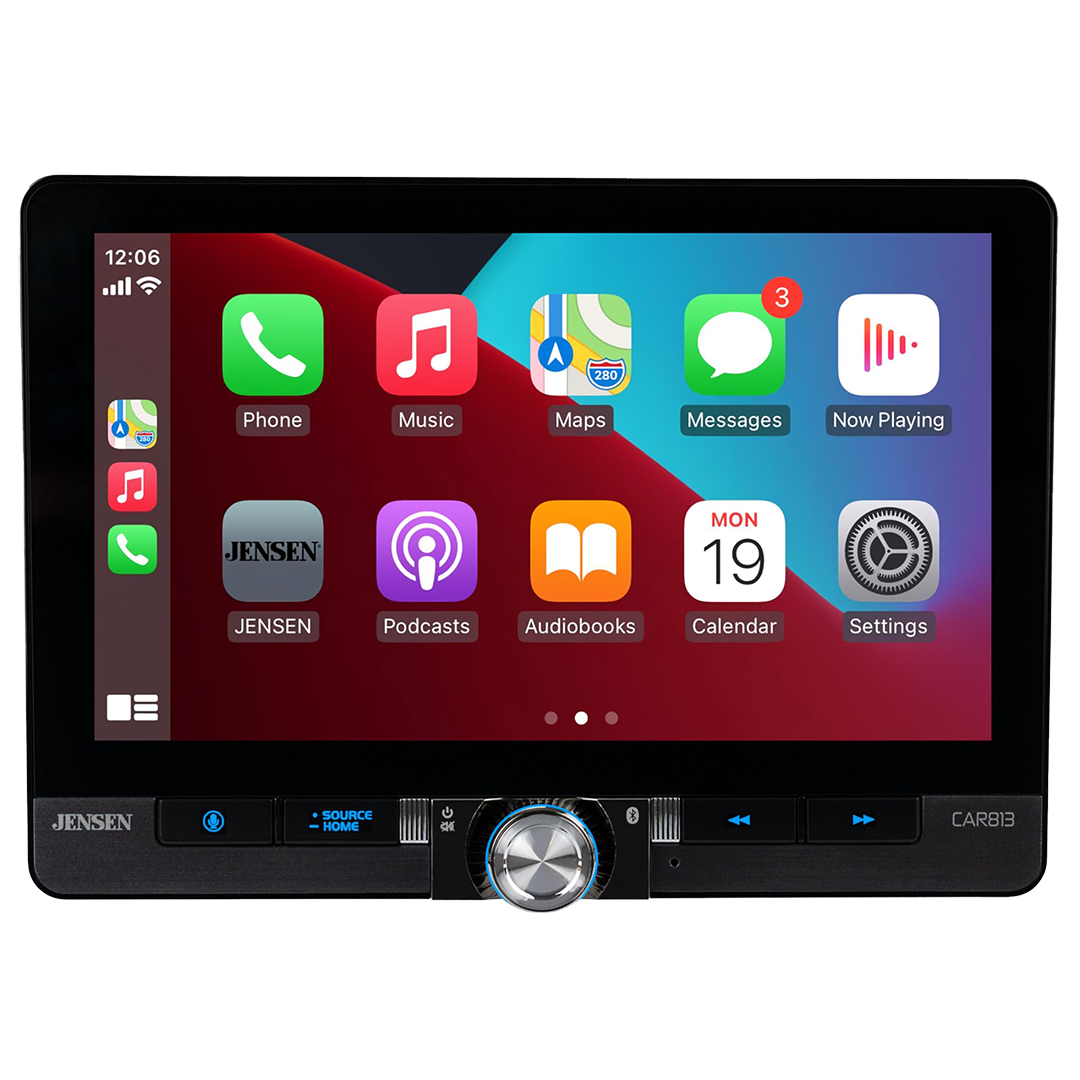 12:06
280
3
280
Phone
Music
Maps
Messages
Now Playing
JENSEN
MON
19
JENSEN
Podcasts
Audiobooks
Calendar
Settings
JENSEN
SOURCE
HOME
CAR813